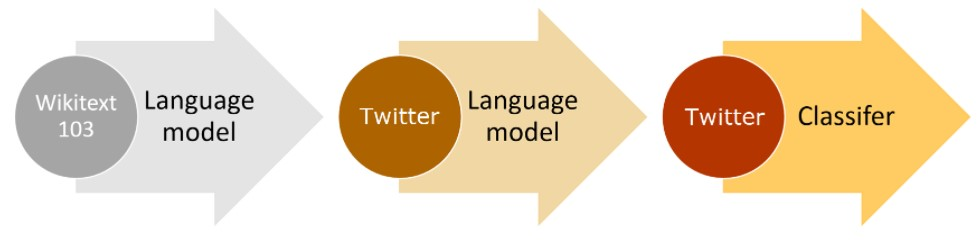 Wikitext
103
Language
model
Twitter
Language
model
Twitter
Classifer